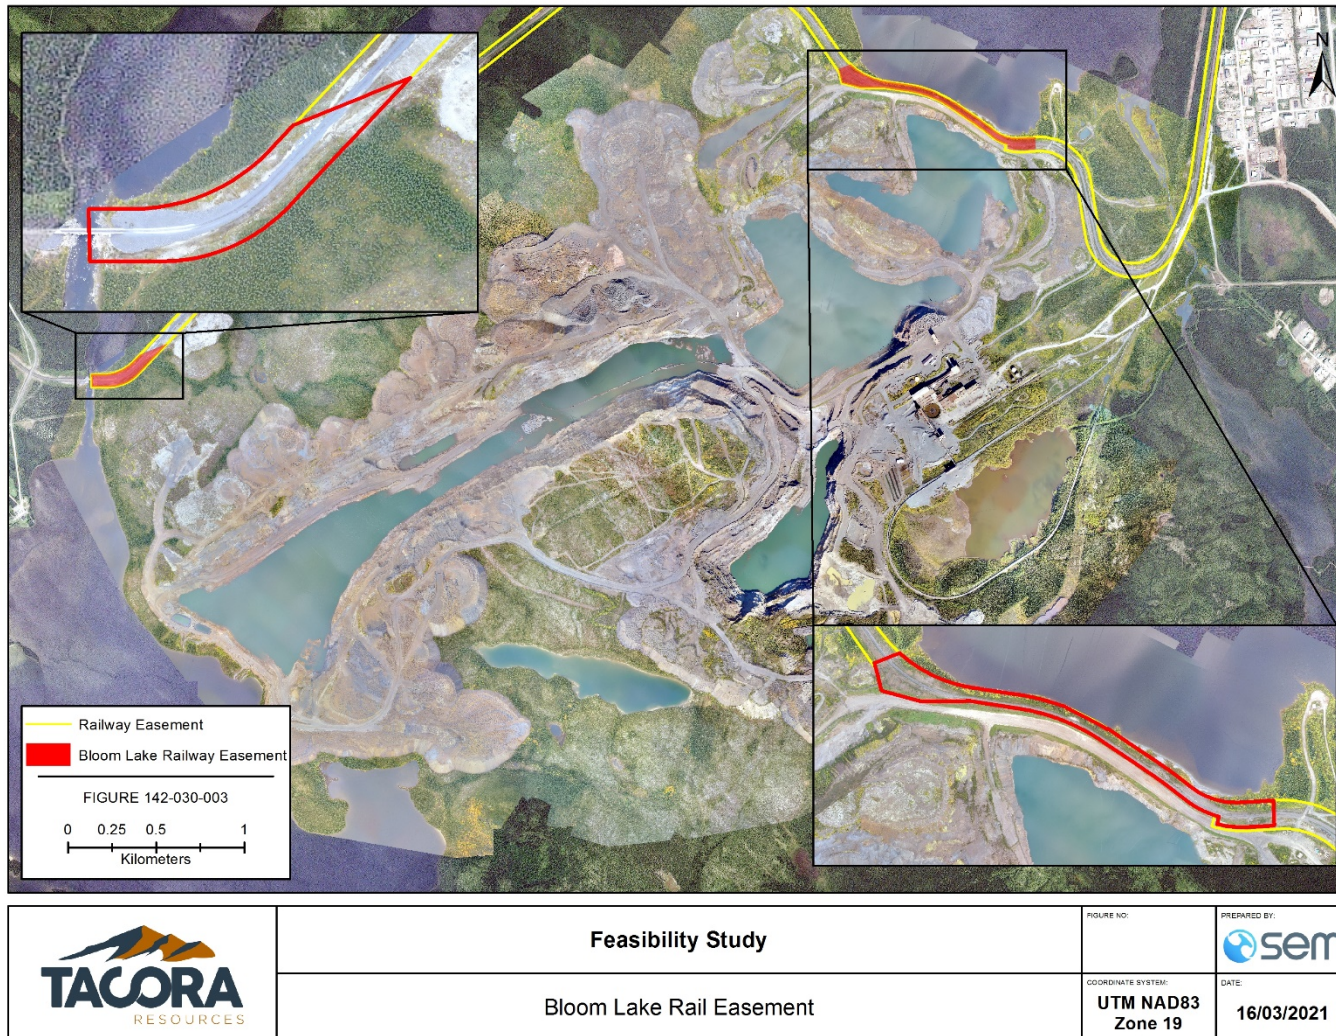 N
Railway Easement
Bloom Lake Railway Easement
FIGURE 142-030-003
0 0.25 0.5 1
Kilometers
TACORA
RESOURCES
Feasibility Study
Bloom Lake Rail Easement
FIGURE NO:
PREPARED BY:
sem
COORDINATE SYSTEM:
UTM NAD83
Zone 19
DATE:
16/03/2021